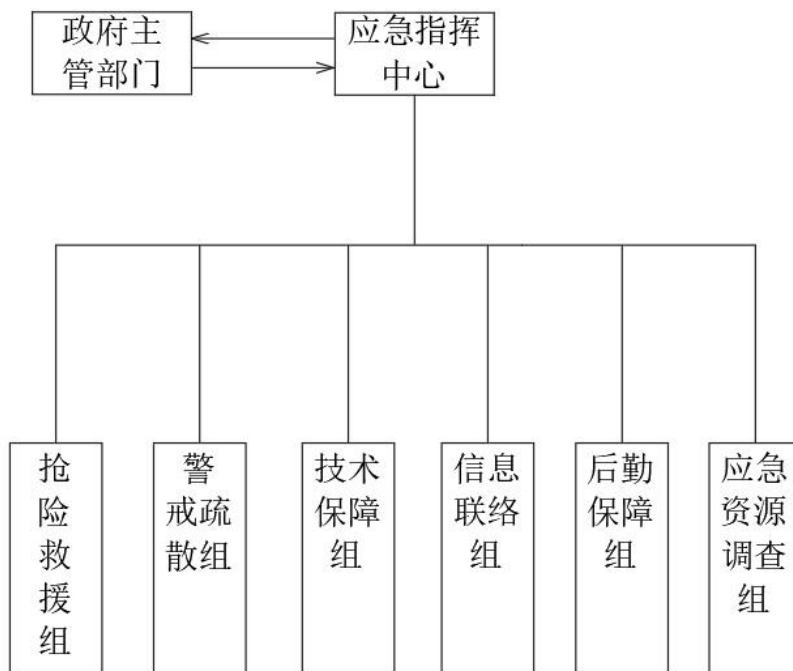 政府主
管部门
应急指挥
中心
抢
险
救
援
组
警
戒疏
散组
技术
保障
组
信息
联络
组
后勤
保障
组
应急
资源
调查
组